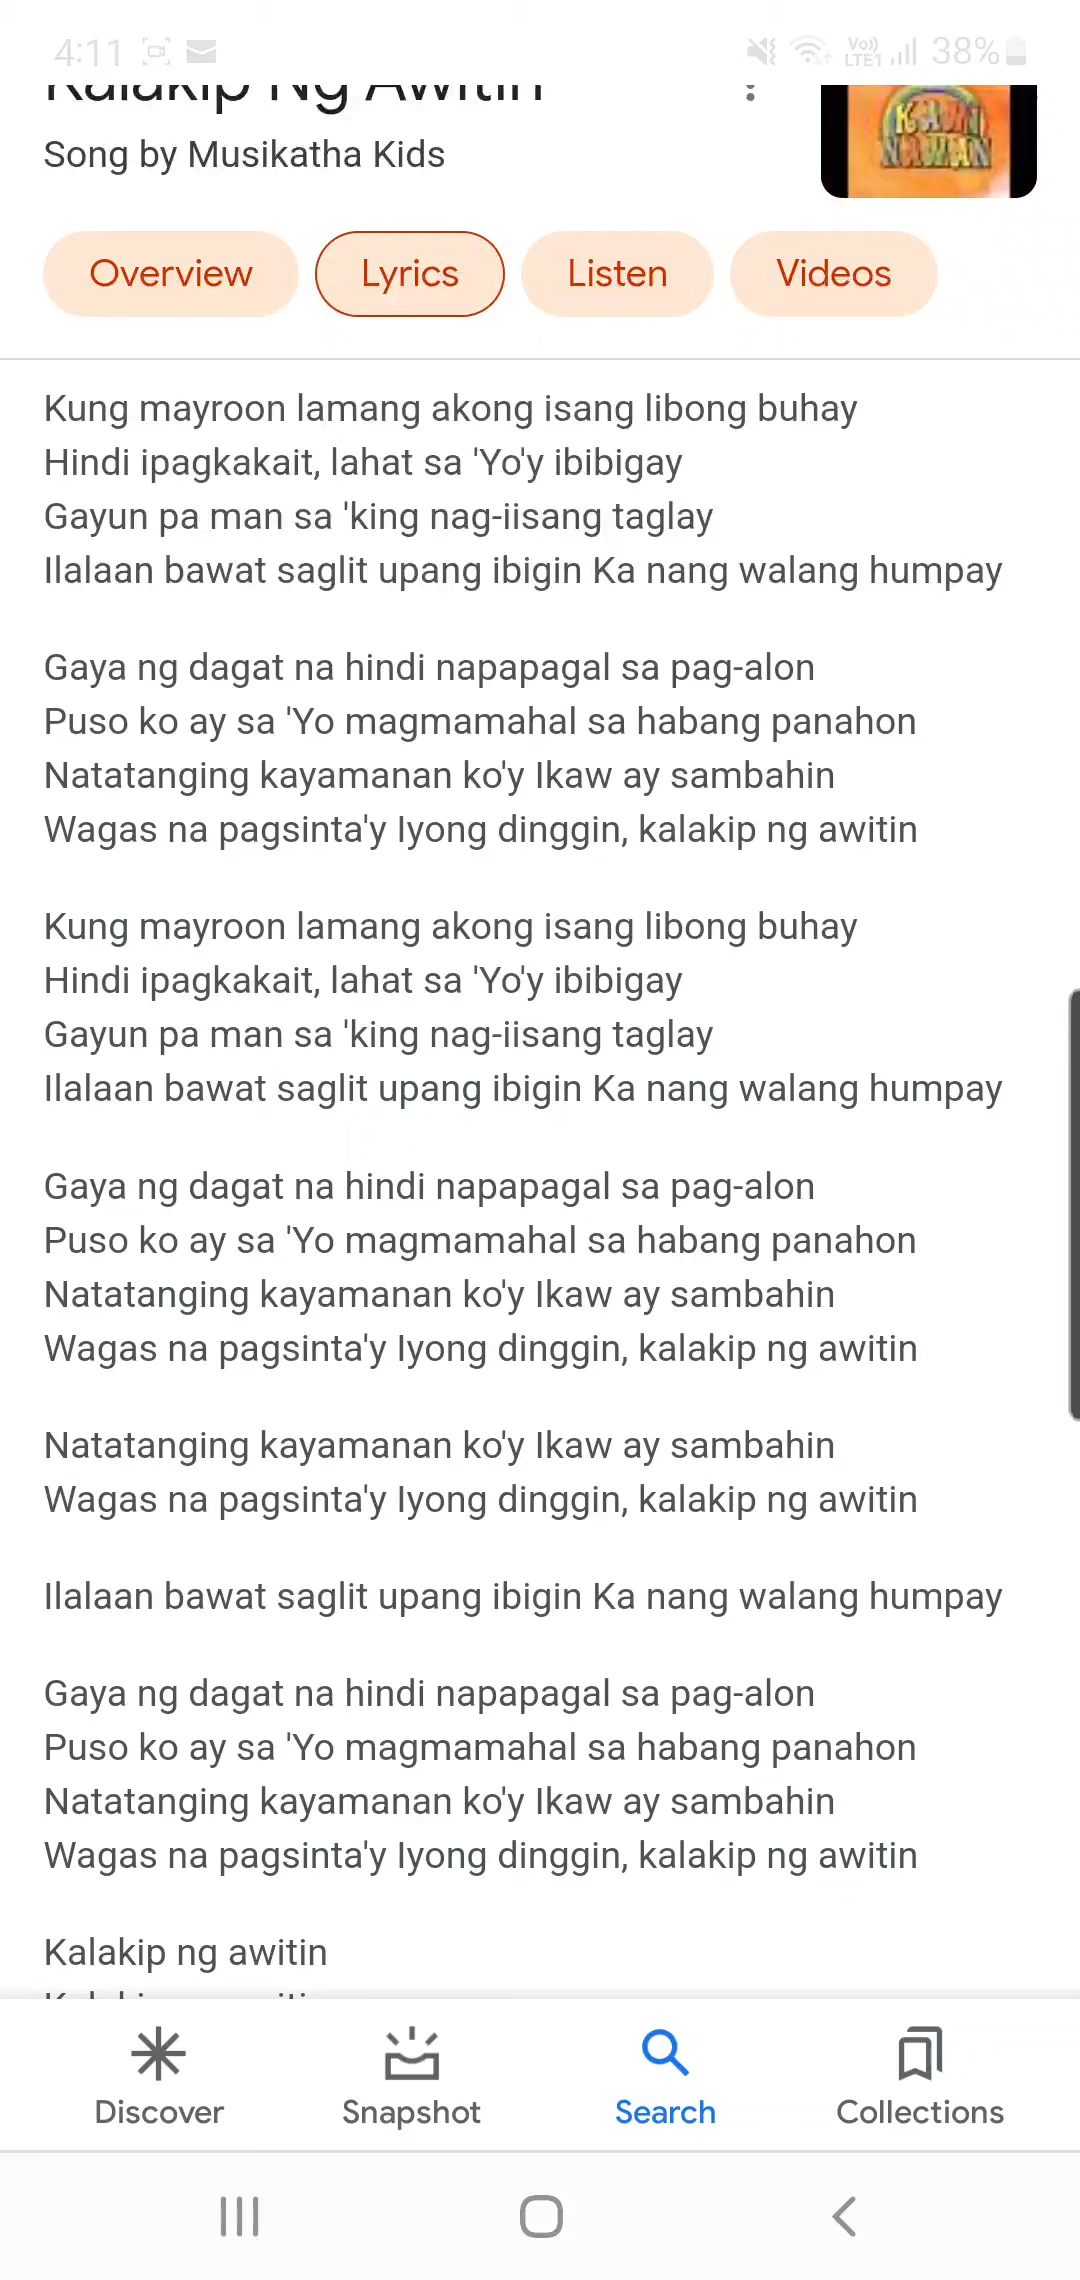 4:11
Vo)) LTE1 38%
Kalakip Ng Awitin
Song by Musikatha Kids
KAWAN
Overview Lyrics Listen Videos
Kung mayroon lamang akong isang libong buhay
Hindi ipagkakait, lahat sa 'Yo'y ibibigay
Gayun pa man sa 'king nag-iisang taglay
Ilalaan bawat saglit upang ibigin Ka nang walang humpay
Gaya ng dagat na hindi napapagal sa pag-alon
Puso ko ay sa 'Yo magmamahal sa habang panahon
Natatanging kayamanan ko'y Ikaw ay sambahin
Wagas na pagsinta'y Iyong dinggin, kalakip ng awitin
Kung mayroon lamang akong isang libong buhay
Hindi ipagkakait, lahat sa 'Yo'y ibibigay
Gayun pa man sa 'king nag-iisang taglay
Ilalaan bawat saglit upang ibigin Ka nang walang humpay
Gaya ng dagat na hindi napapagal sa pag-alon
Puso ko ay sa 'Yo magmamahal sa habang panahon
Natatanging kayamanan ko'y Ikaw ay sambahin
Wagas na pagsinta'y Iyong dinggin, kalakip ng awitin
Natatanging kayamanan ko'y Ikaw ay sambahin
Wagas na pagsinta'y Iyong dinggin, kalakip ng awitin
Ilalaan bawat saglit upang ibigin Ka nang walang humpay
Gaya ng dagat na hindi napapagal sa pag-alon
Puso ko ay sa 'Yo magmamahal sa habang panahon
Natatanging kayamanan ko'y Ikaw ay sambahin
Wagas na pagsinta'y Iyong dinggin, kalakip ng awitin
Kalakip ng awitin
Discover Snapshot Search Collections